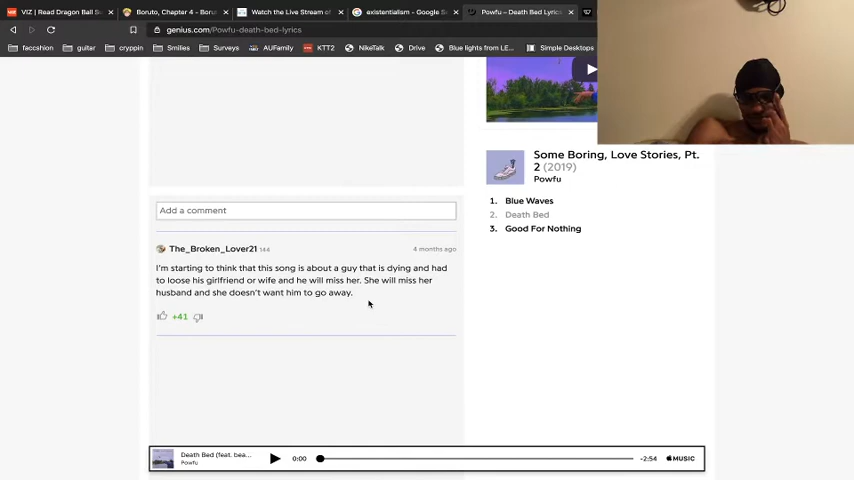 VIZ | Read Dragon Ball S
Boruto, Chapter 4 - Boru
Watch the Live Stream of
existentialism - Google S
Powfu – Death Bed Lyrics
genius.com/Powfu-death-bed-lyrics
faccshion
guiter
cryppin
Smilies
Surveys
AUFamily
KTT2
NikeTalk
Drive
Blue lights from LE...
Simple Desktops
Some Boring, Love Stories, Pt.
2 (2019)
Powfu
1. Blue Waves
2. Death Bed
3. Good For Nothing
Add a comment
The_Broken_Lover21 144
4 months ago
I'm starting to think that this song is about a guy that is dying and had
to loose his girlfriend or wife and he will miss her. She will miss her
husband and she doesn't want him to go away.
+41
Death Bed (feat. bea...
Powfu
0:00
-2:54
MUSIC